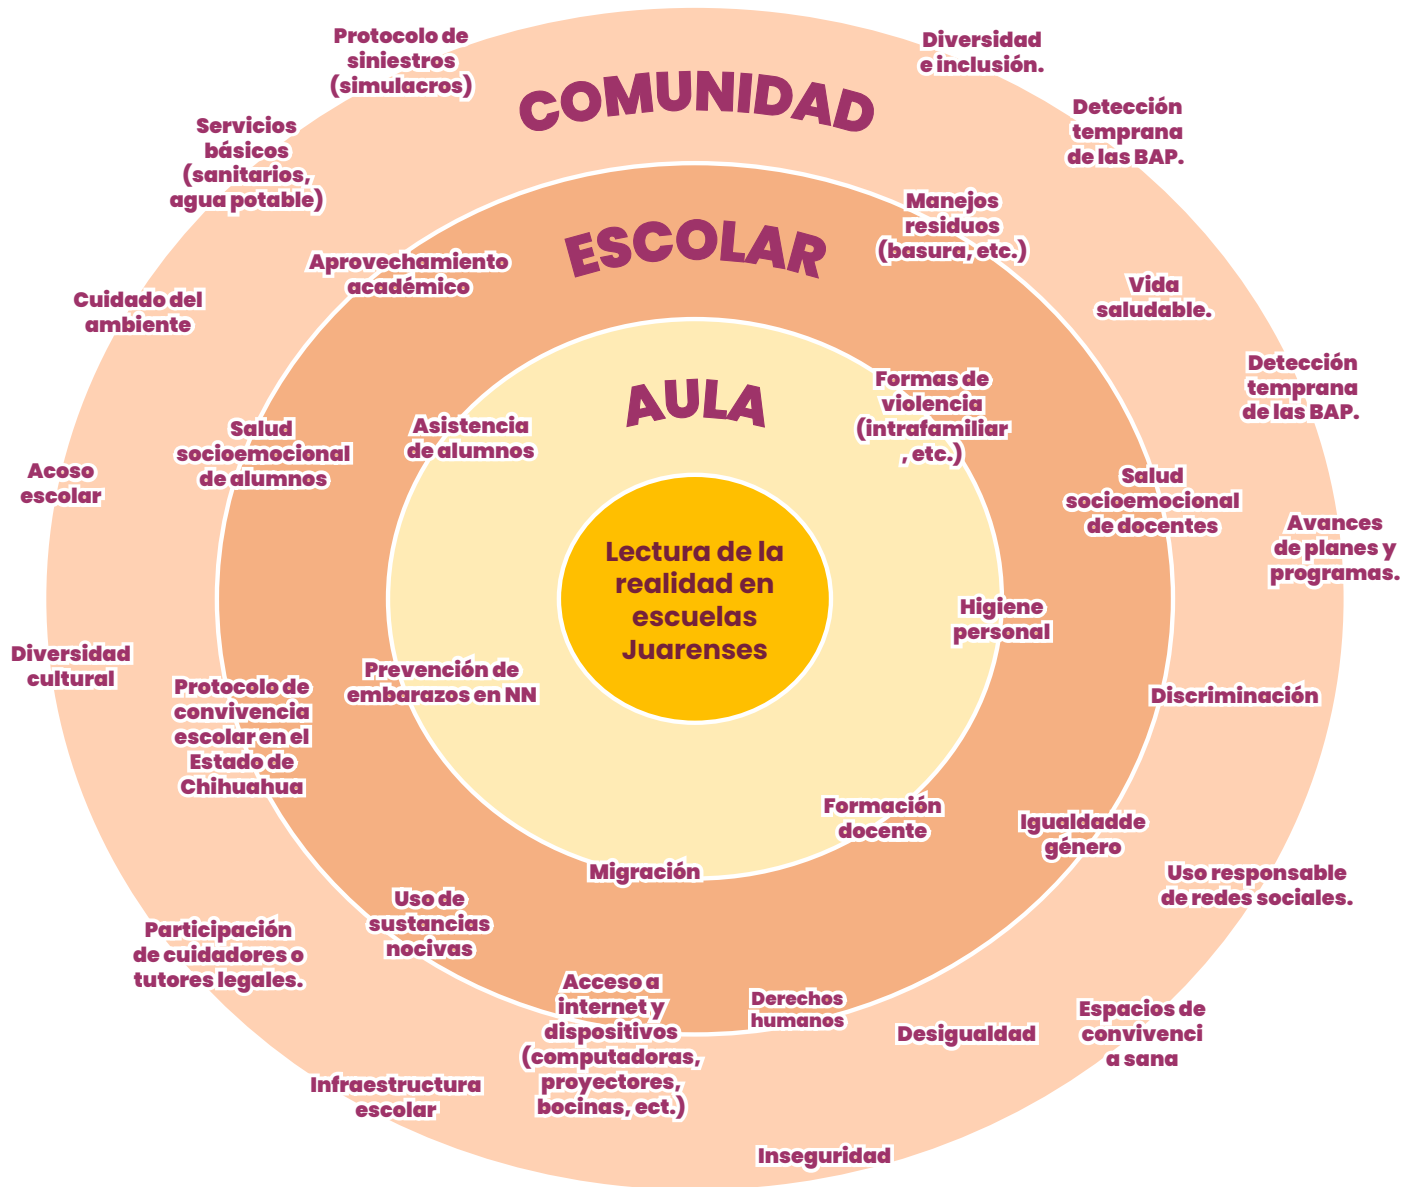 Protocolo de
siniestros
(simulacros)
Diversidad
e inclusión.
COMUNIDAD
Detección
temprana
de las BAP.
Servicios
básicos
(sanitarios,
agua potable)
Manejos
residuos
(basura, etc.)
ESCOLAR
Aprovechamiento
académico
Vida
saludable.
Cuidado del
ambiente
Detección
temprana
de las BAP.
Formas de
violencia
(intrafamiliar
, etc.)
AULA
Asistencia
de alumnos
Salud
socioemocional
de alumnos
Acoso
escolar
Salud
socioemocional
de docentes
Avances
de planes y
programas.
Lectura de la
realidad en
escuelas
Juarenses
Higiene
personal
Diversidad
cultural
Prevención de
embarazos en NN
Protocolo de
convivencia
escolar en el
Estado de
Chihuahua
Discriminación
Formación
docente
Igualdadde
género
Migración
Uso responsable
de redes sociales.
Uso de
sustancias
nocivas
Participación
de cuidadores o
tutores legales.
Acceso a
internet y
dispositivos
(computadoras,
proyectores,
bocinas, ect.)
Derechos
humanos
Desigualdad
Espacios de
convivenci
a sana
Infraestructura
escolar
Inseguridad